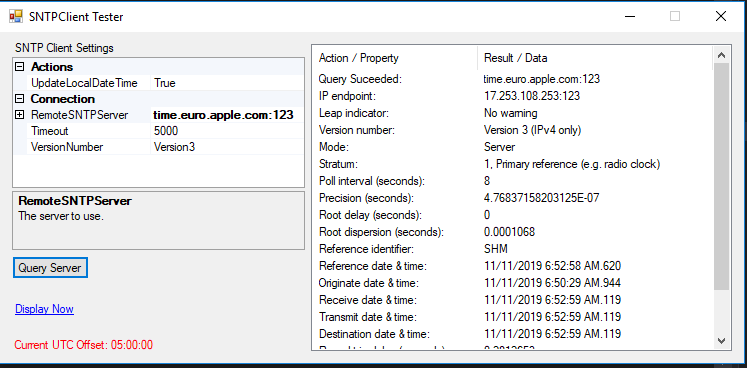 SNTPClient Tester
SNTP Client Settings
Actions
UpdateLocalDateTime True
Connection
RemoteSNTPServer time.euro.apple.com:123
Timeout 5000
VersionNumber Version3
RemoteSNTPServer
The server to use.
Query Server
Display Now
Current UTC Offset: 05:00:00
Action / Property Result / Data
Query Suceeded: time.euro.apple.com:123
IP endpoint: 17.253.108.253:123
Leap indicator: No warning
Version number: Version 3 (IPv4 only)
Mode: Server
Stratum: 1, Primary reference (e.g. radio clock)
Poll interval (seconds): 8
Precision (seconds): 4.76837158203125E-07
Root delay (seconds): 0
Root dispersion (seconds): 0.0001068
Reference identifier: SHM
Reference date & time: 11/11/2019 6:52:58 AM.620
Originate date & time: 11/11/2019 6:50:29 AM.944
Receive date & time: 11/11/2019 6:52:59 AM.119
Transmit date & time: 11/11/2019 6:52:59 AM.119
Destination date & time: 11/11/2019 6:52:59 AM.119